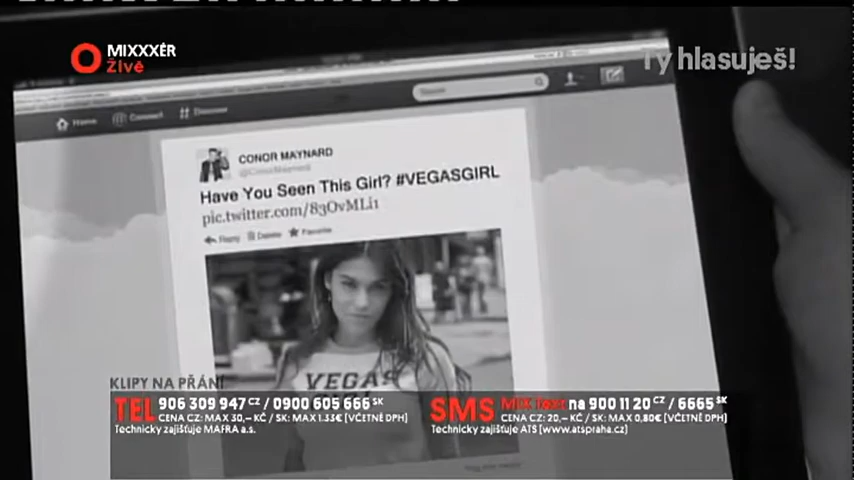 MIXXXÉR
Živě
Ty hlasuješ!
Home
Connect
Discover
CONOR MAYNARD
@ConorMaynard
Have You Seen This Girl? #VEGASGIRL
pic.twitter.com/83OvMLi1
Reply Delete Favorite
VEGAS
KLIPY NA PŘÁNÍ
TEL 906 309 947 CZ / 0900 605 666 SK
CENA CZ: MAX 30,– KČ / SK: MAX 1.33€ [VČETNĚ DPH]
Technicky zajišťuje MAFRA a.s.
SMS MIX text na 900 11 20 CZ / 6665 SK
CENA CZ: 20,– KČ / SK: MAX 0,80€ [VČETNĚ DPH]
Technicky zajišťuje ATS [www.atspraha.cz]